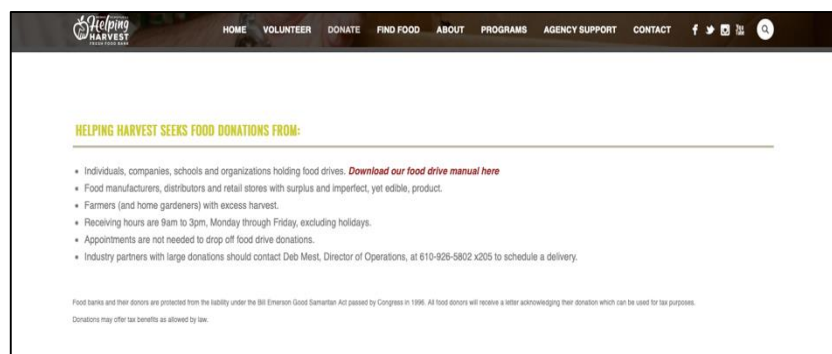 Helping
HARVEST
FRESH FOOD BANK
HOME VOLUNTEER DONATE FIND FOOD ABOUT PROGRAMS AGENCY SUPPORT CONTACT
HELPING HARVEST SEEKS FOOD DONATIONS FROM:
Individuals, companies, schools and organizations holding food drives. Download our food drive manual here
Food manufacturers, distributors and retail stores with surplus and imperfect, yet edible, product.
Farmers (and home gardeners) with excess harvest.
Receiving hours are 9am to 3pm, Monday through Friday, excluding holidays.
Appointments are not needed to drop off food drive donations.
Industry partners with large donations should contact Deb Mest, Director of Operations, at 610-926-5802 x205 to schedule a delivery.
Food banks and their donors are protected from the liability under the Bill Emerson Good Samaritan Act passed by Congress in 1996. All food donors will receive a letter acknowledging their donation which can be used for tax purposes.
Donations may offer tax benefits as allowed by law.